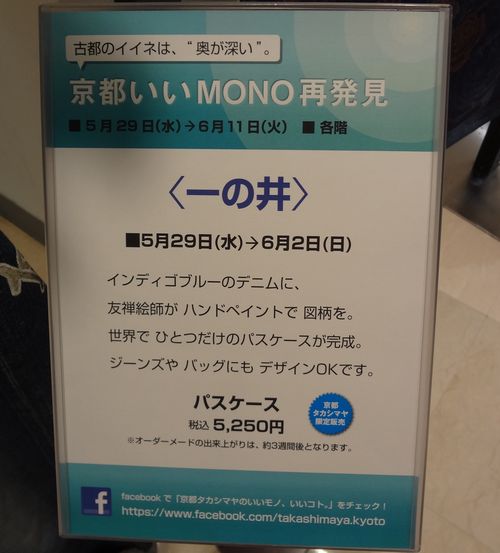 古都のイイネは、“奥が深い”。
京都いいMONO再発見
■5月29日(水)→6月11日(火) ■各階
〈一の井〉
■5月29日(水)→6月2日(日)
インディゴブルーのデニムに、
友禅絵師が ハンドペイントで 図柄を。
世界で ひとつだけのパスケースが完成。
ジーンズや バッグにも デザインOKです。
パスケース
税込 5,250円
京都
タカシマヤ
限定販売
※オーダーメードの出来上がりは、約3週間後となります。
f
facebookで「京都タカシマヤのいいモノ、いいコト。」をチェック!
https://www.facebook.com/takashimaya.kyoto